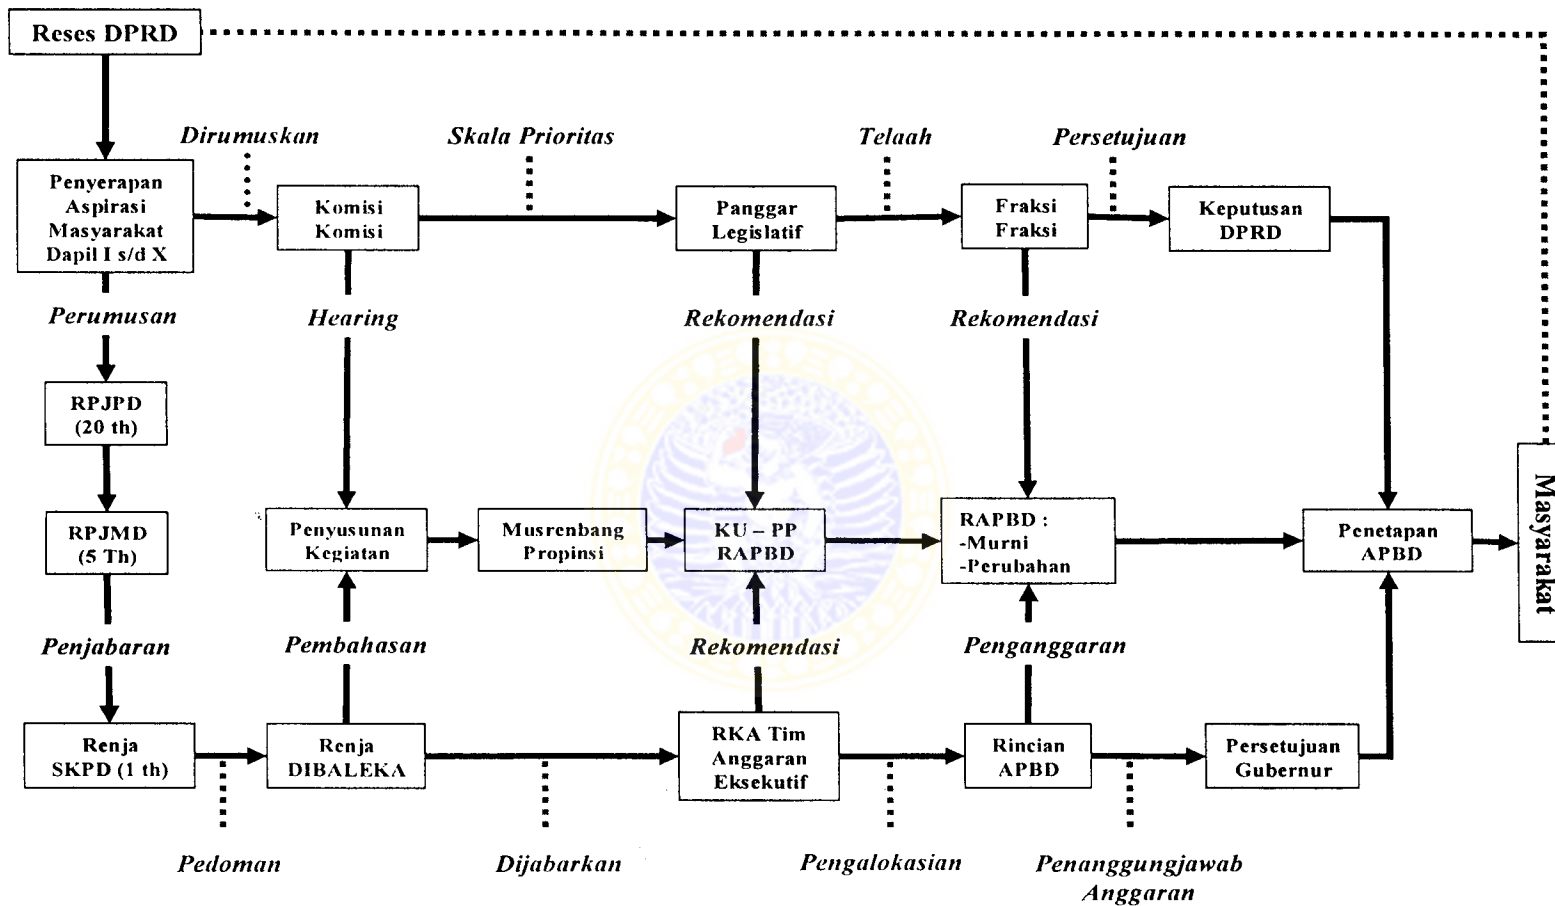 Reses DPRD
Dirumuskan
Skala Prioritas
Telaah
Persetujuan
Penyerapan
Aspirasi
Masyarakat
Dapil I s/d X
Komisi
Komisi
Panggar
Legislatif
Fraksi
Fraksi
Keputusan
DPRD
Perumusan
Hearing
Rekomendasi
Rekomendasi
RPJPD
(20 th)
RPJMD
(5 Th)
Penyusunan
Kegiatan
Musrenbang
Propinsi
KU – PP
RAPBD
RAPBD :
-Murni
-Perubahan
Penetapan
APBD
Masyarakat
Penjabaran
Pembahasan
Rekomendasi
Penganggaran
Renja
SKPD (1 th)
Renja
DIBALEKA
RKA Tim
Anggaran
Eksekutif
Rincian
APBD
Persetujuan
Gubernur
Pedoman
Dijabarkan
Pengalokasian
Penanggungjawab
Anggaran